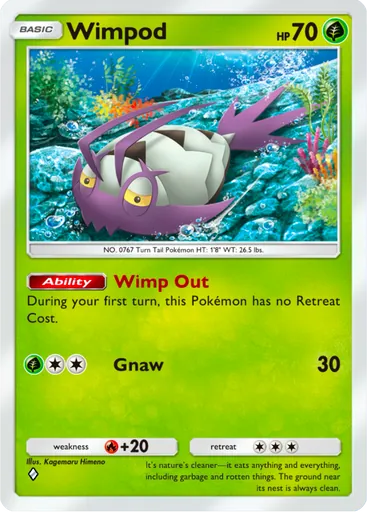 BASIC Wimpod HP 70
NO. 0767 Turn Tail Pokémon HT: 1'8" WT: 26.5 lbs.
Ability Wimp Out
During your first turn, this Pokémon has no Retreat
Cost.
Gnaw 30
weakness +20 retreat
Illus. Kagemaru Himeno
It's nature's cleaner—it eats anything and everything,
including garbage and rotten things. The ground near
its nest is always clean.